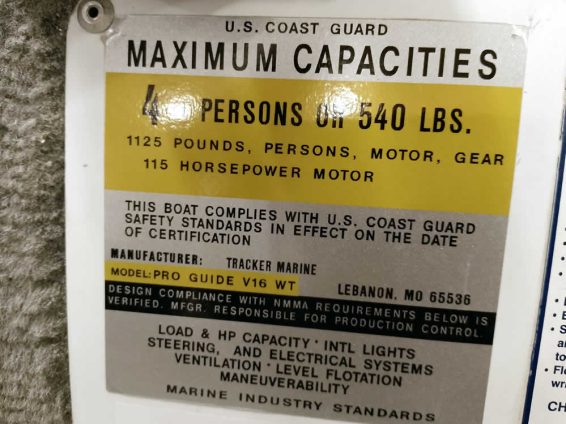 U.S. COAST GUARD
MAXIMUM CAPACITIES
4 PERSONS OR 540 LBS.
1125 POUNDS, PERSONS, MOTOR, GEAR
115 HORSEPOWER MOTOR
THIS BOAT COMPLIES WITH U.S. COAST GUARD
SAFETY STANDARDS IN EFFECT ON THE DATE
OF CERTIFICATION
MANUFACTURER: TRACKER MARINE
MODEL: PRO GUIDE V16 WT LEBANON, MO 65536
DESIGN COMPLIANCE WITH NMMA REQUIREMENTS BELOW IS
VERIFIED. MFGR. RESPONSIBLE FOR PRODUCTION CONTROL.
LOAD & HP CAPACITY · INTL LIGHTS
STEERING, AND ELECTRICAL SYSTEMS
VENTILATION · LEVEL FLOTATION
MANEUVERABILITY
MARINE INDUSTRY STANDARDS
CH